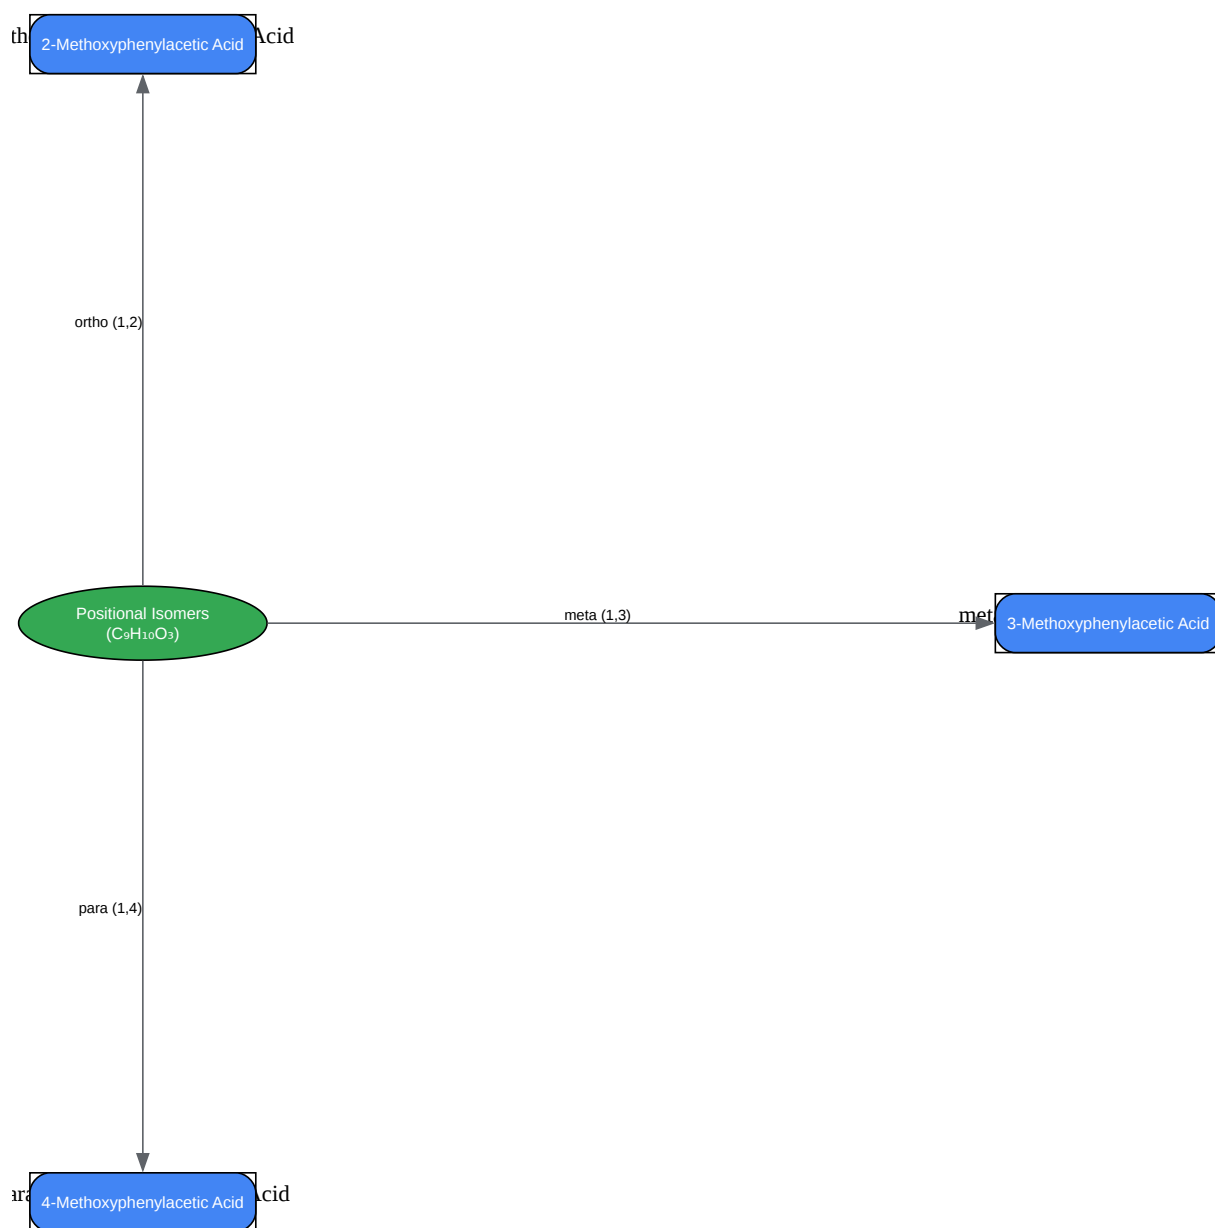 2-Methoxyphenylacetic Acid
Acid
ortho (1,2)
Positional Isomers
(C₉H₁₀O₃)
meta (1,3)
3-Methoxyphenylacetic Acid
para (1,4)
4-Methoxyphenylacetic Acid